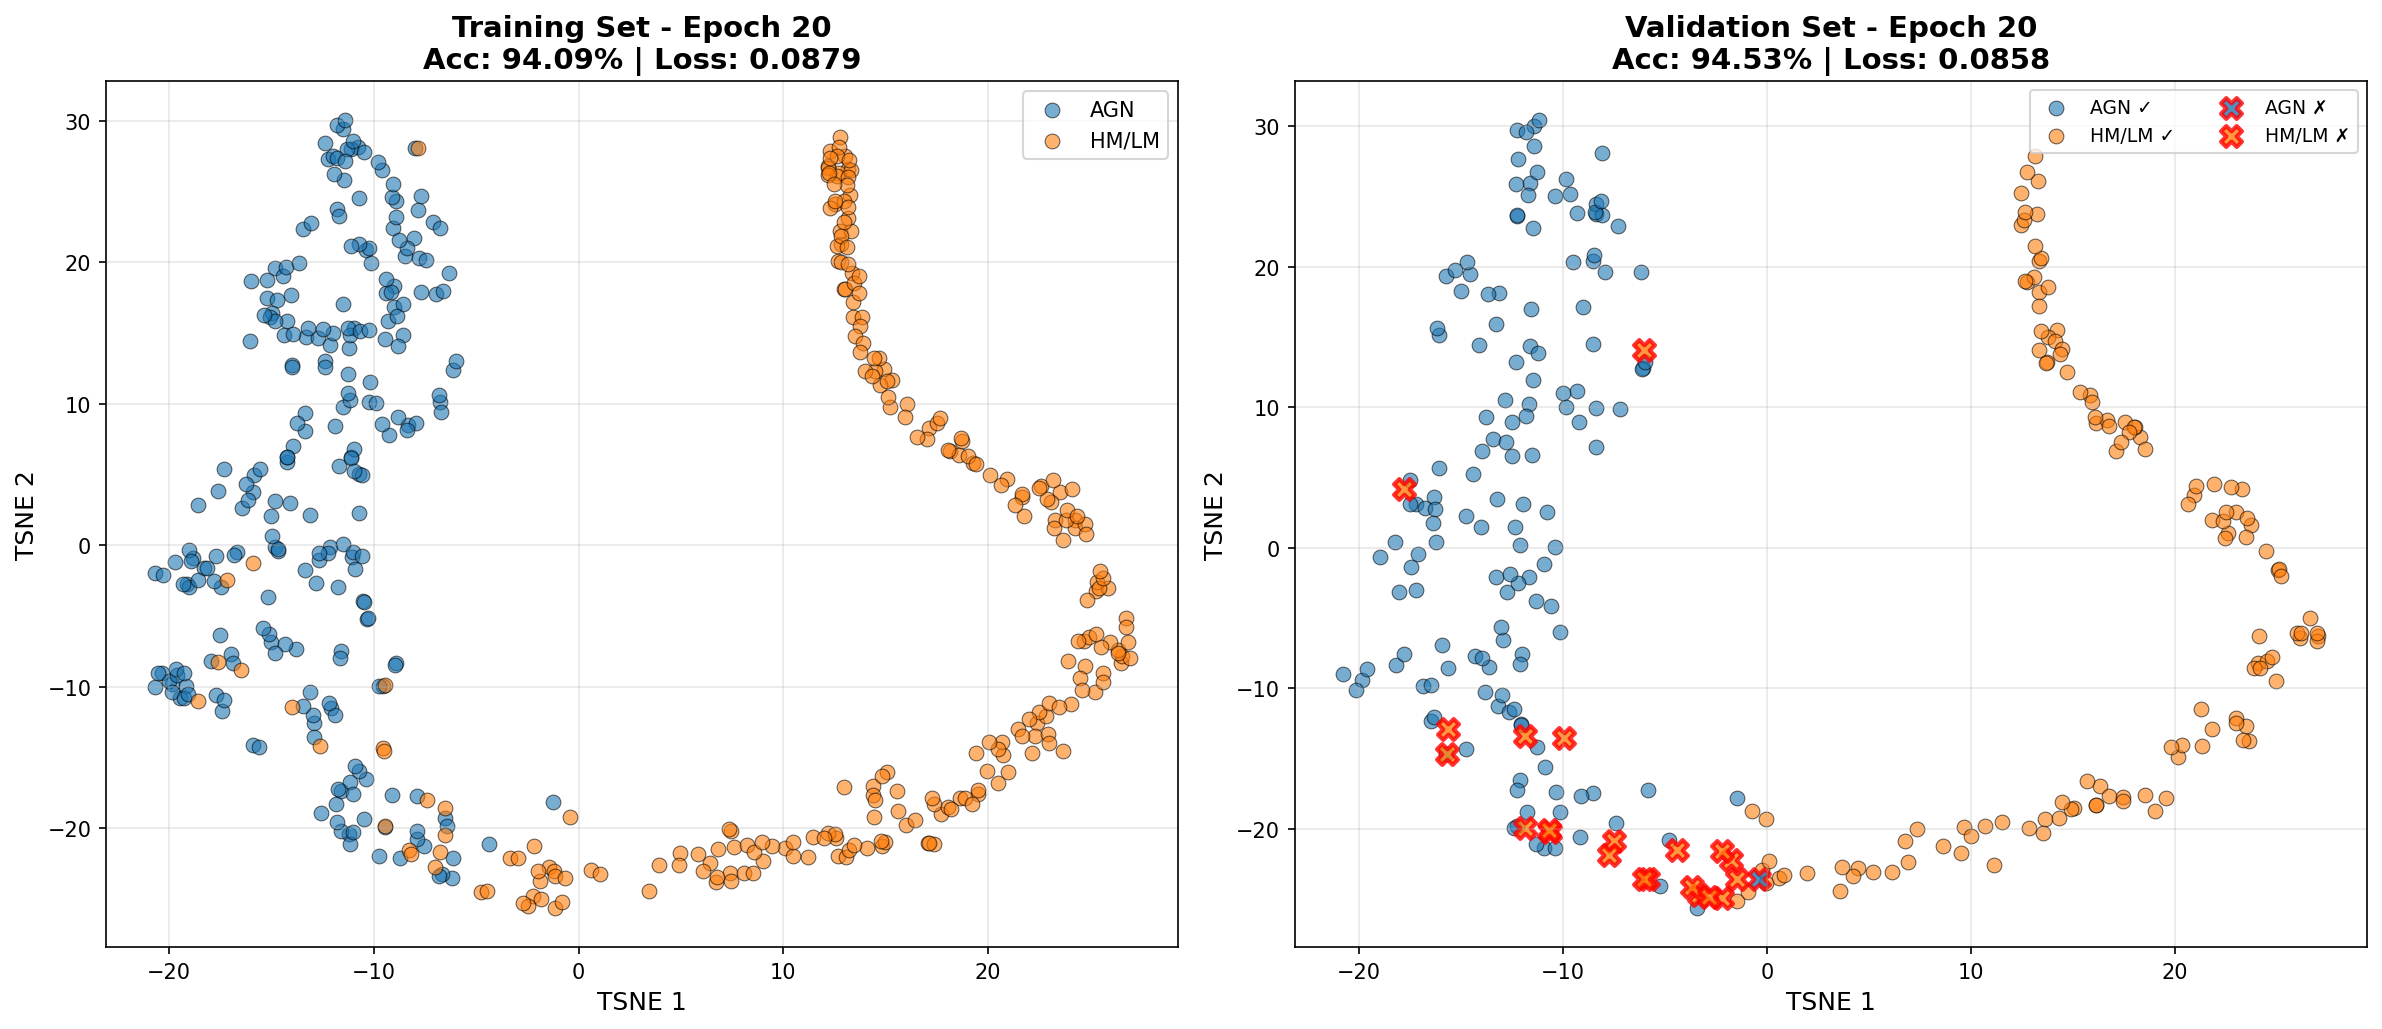 Training Set - Epoch 20
Acc: 94.09% | Loss: 0.0879
AGN
HM/LM
30
20
10
0
−10
−20
TSNE 2
−20
−10
0
10
20
TSNE 1
Validation Set - Epoch 20
Acc: 94.53% | Loss: 0.0858
AGN ✓
HM/LM ✓
AGN ✗
HM/LM ✗
30
20
10
0
−10
−20
TSNE 2
−20
−10
0
10
20
TSNE 1